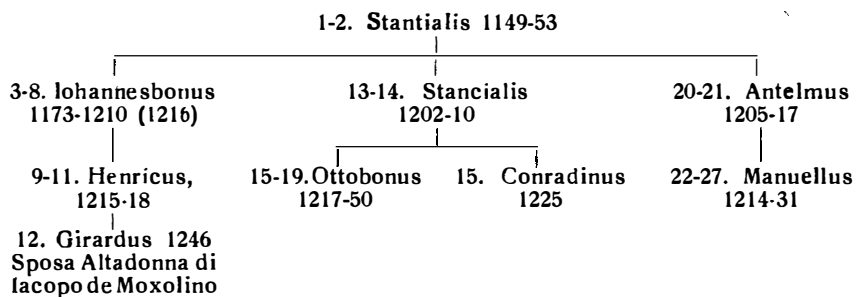 1-2. Stantialis 1149-53
3-8. Iohannesbonus
1173-1210 (1216)
13-14. Stancialis
1202-10
20-21. Antelmus
1205-17
9-11. Henricus,
1215-18
15-19.Ottobonus
1217-50
15. Conradinus
1225
22-27. Manuellus
1214-31
12. Girardus 1246
Sposa Altadonna di
Iacopo de Moxolino